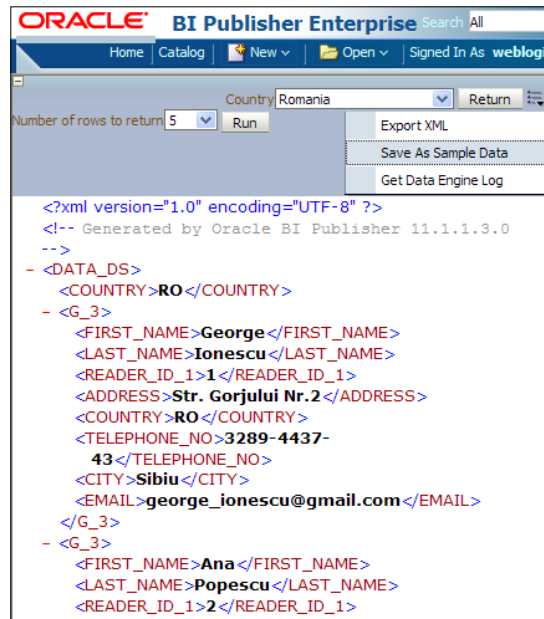 ORACLE® BI Publisher Enterprise Search All
Home Catalog New Open Signed In As weblogi
Country Romania Return
Number of rows to return 5 Run
Export XML
Save As Sample Data
Get Data Engine Log
<?xml version="1.0" encoding="UTF-8" ?>
<!-- Generated by Oracle BI Publisher 11.1.1.3.0
-->
- <DATA_DS>
<COUNTRY>RO</COUNTRY>
- <G_3>
<FIRST_NAME>George</FIRST_NAME>
<LAST_NAME>Ionescu</LAST_NAME>
<READER_ID_1>1</READER_ID_1>
<ADDRESS>Str. Gorjului Nr.2</ADDRESS>
<COUNTRY>RO</COUNTRY>
<TELEPHONE_NO>3289-4437-
43</TELEPHONE_NO>
<CITY>Sibiu</CITY>
<EMAIL>george_ionescu@gmail.com</EMAIL>
</G_3>
- <G_3>
<FIRST_NAME>Ana</FIRST_NAME>
<LAST_NAME>Popescu</LAST_NAME>
<READER_ID_1>2</READER_ID_1>